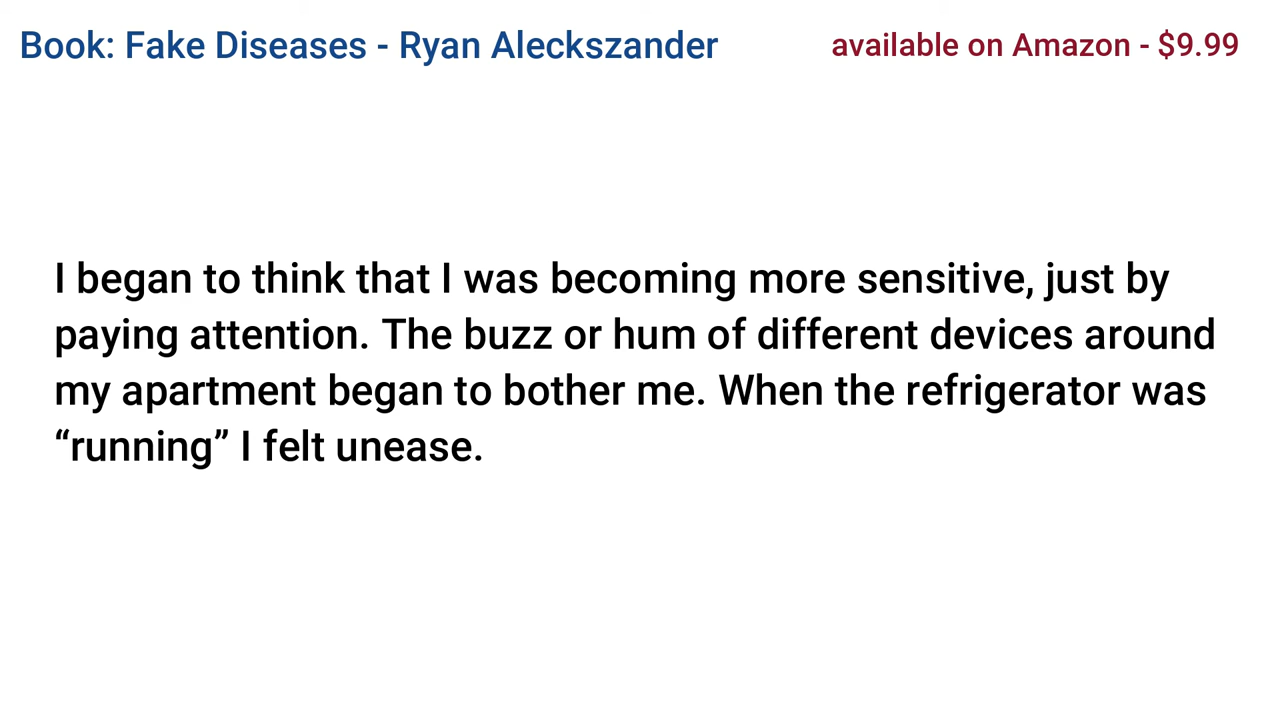 Book: Fake Diseases - Ryan Aleckszander
available on Amazon - $9.99
I began to think that I was becoming more sensitive, just by
paying attention. The buzz or hum of different devices around
my apartment began to bother me. When the refrigerator was
“running” I felt unease.